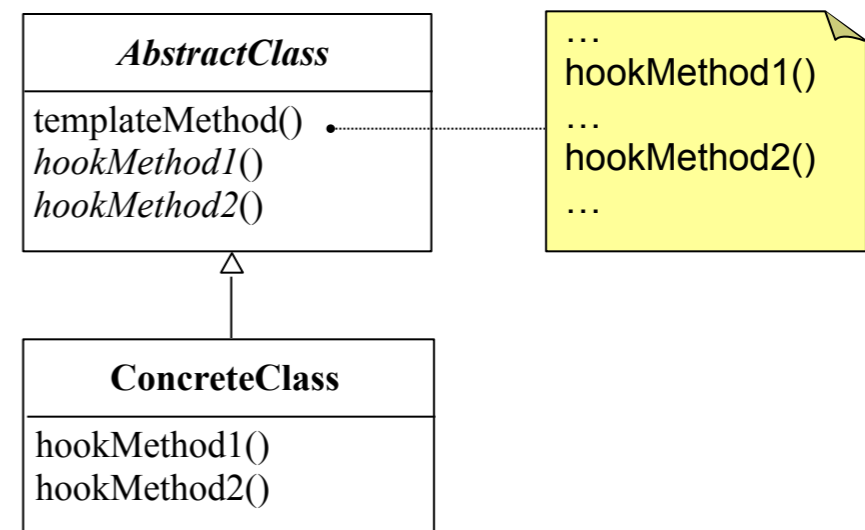 AbstractClass
templateMethod()
hookMethod1()
hookMethod2()
…
hookMethod1()
…
hookMethod2()
…
ConcreteClass
hookMethod1()
hookMethod2()